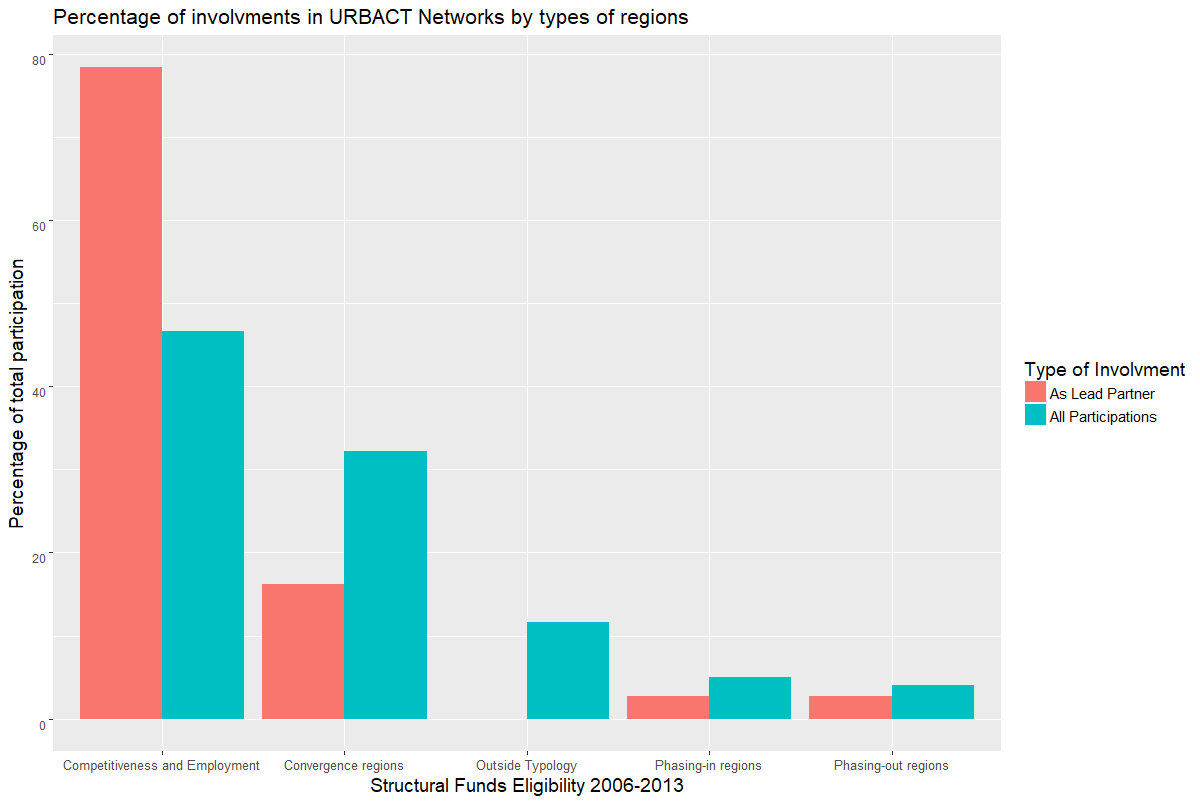 Percentage of involvments in URBACT Networks by types of regions
Percentage of total participation
80
60
40
20
0
Competitiveness and Employment
Convergence regions
Outside Typology
Phasing-in regions
Phasing-out regions
Structural Funds Eligibility 2006-2013
Type of Involvment
As Lead Partner
All Participations